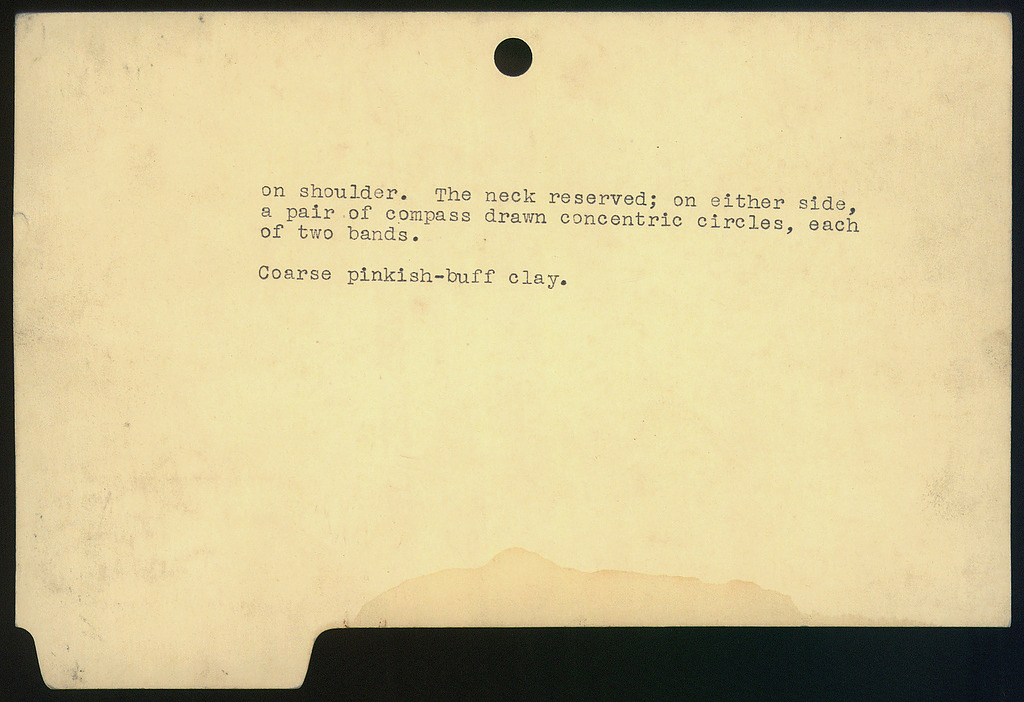 on shoulder.  The neck reserved; on either side,
a pair of compass drawn concentric circles, each
of two bands.
Coarse pinkish-buff clay.